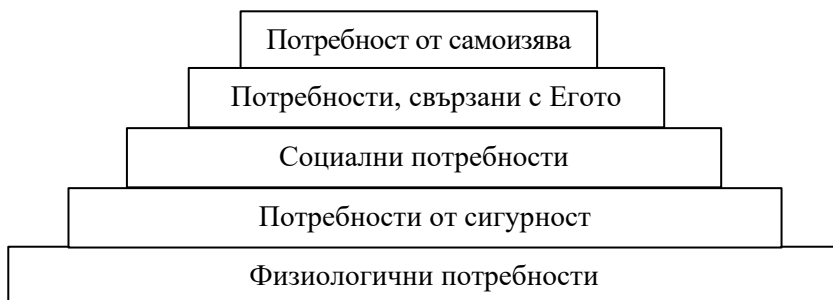 Потребност от самоизява
Потребности, свързани с Егото
Социални потребности
Потребности от сигурност
Физиологични потребности